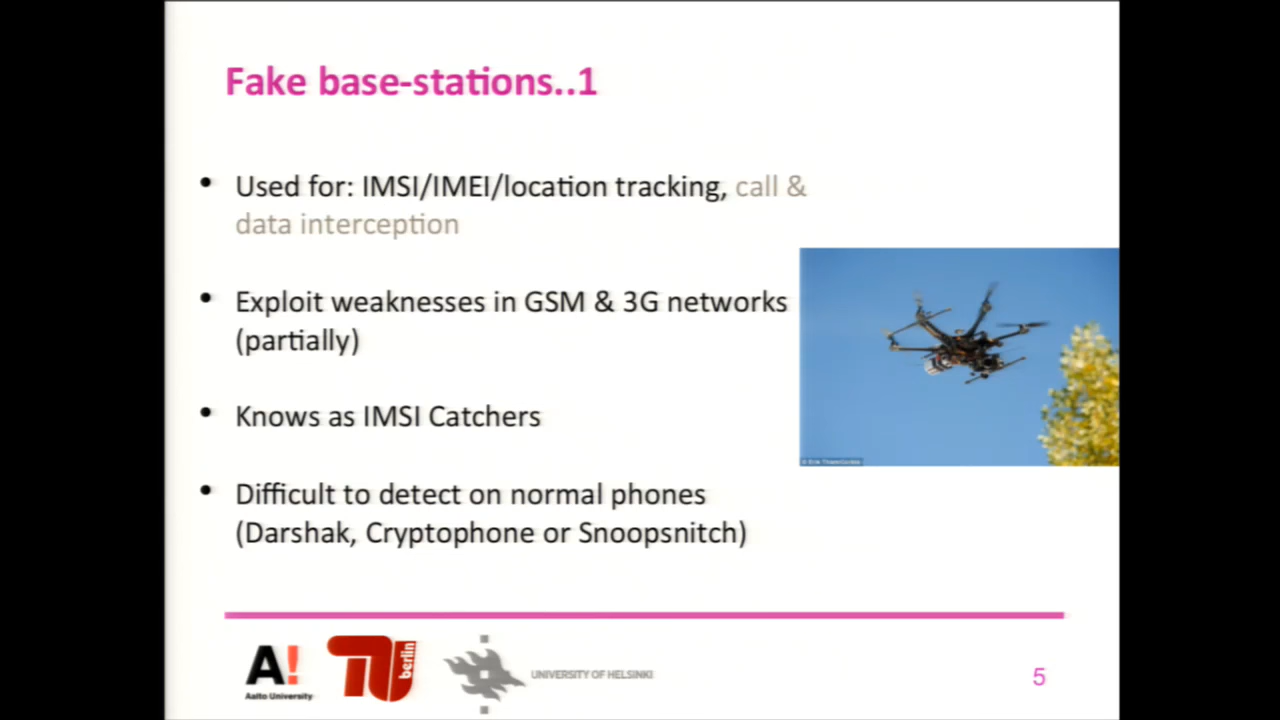 Fake base-stations..1
• Used for: IMSI/IMEI/location tracking, call &
data interception
• Exploit weaknesses in GSM & 3G networks
(partially)
• Knows as IMSI Catchers
• Difficult to detect on normal phones
(Darshak, Cryptophone or Snoopsnitch)
A!
Aalto University
TU
berlin
UNIVERSITY OF HELSINKI
5